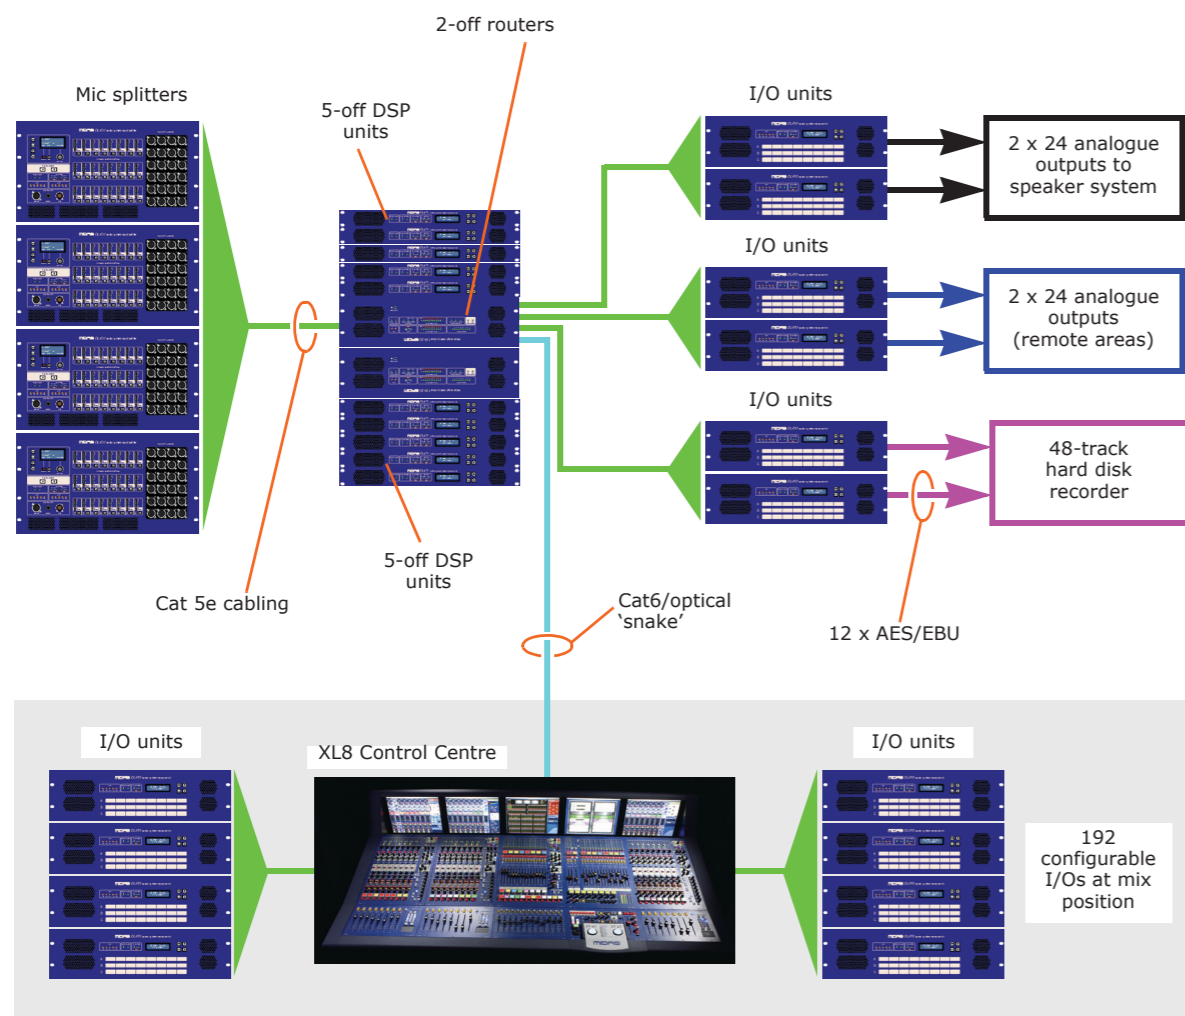 2-off routers
Mic splitters
5-off DSP
units
I/O units
2 x 24 analogue
outputs to
speaker system
I/O units
2 x 24 analogue
outputs
(remote areas)
I/O units
48-track
hard disk
recorder
5-off DSP
units
Cat 5e cabling
Cat6/optical
‘snake’
12 x AES/EBU
I/O units
XL8 Control Centre
I/O units
192
configurable
I/Os at mix
position
MIDAS